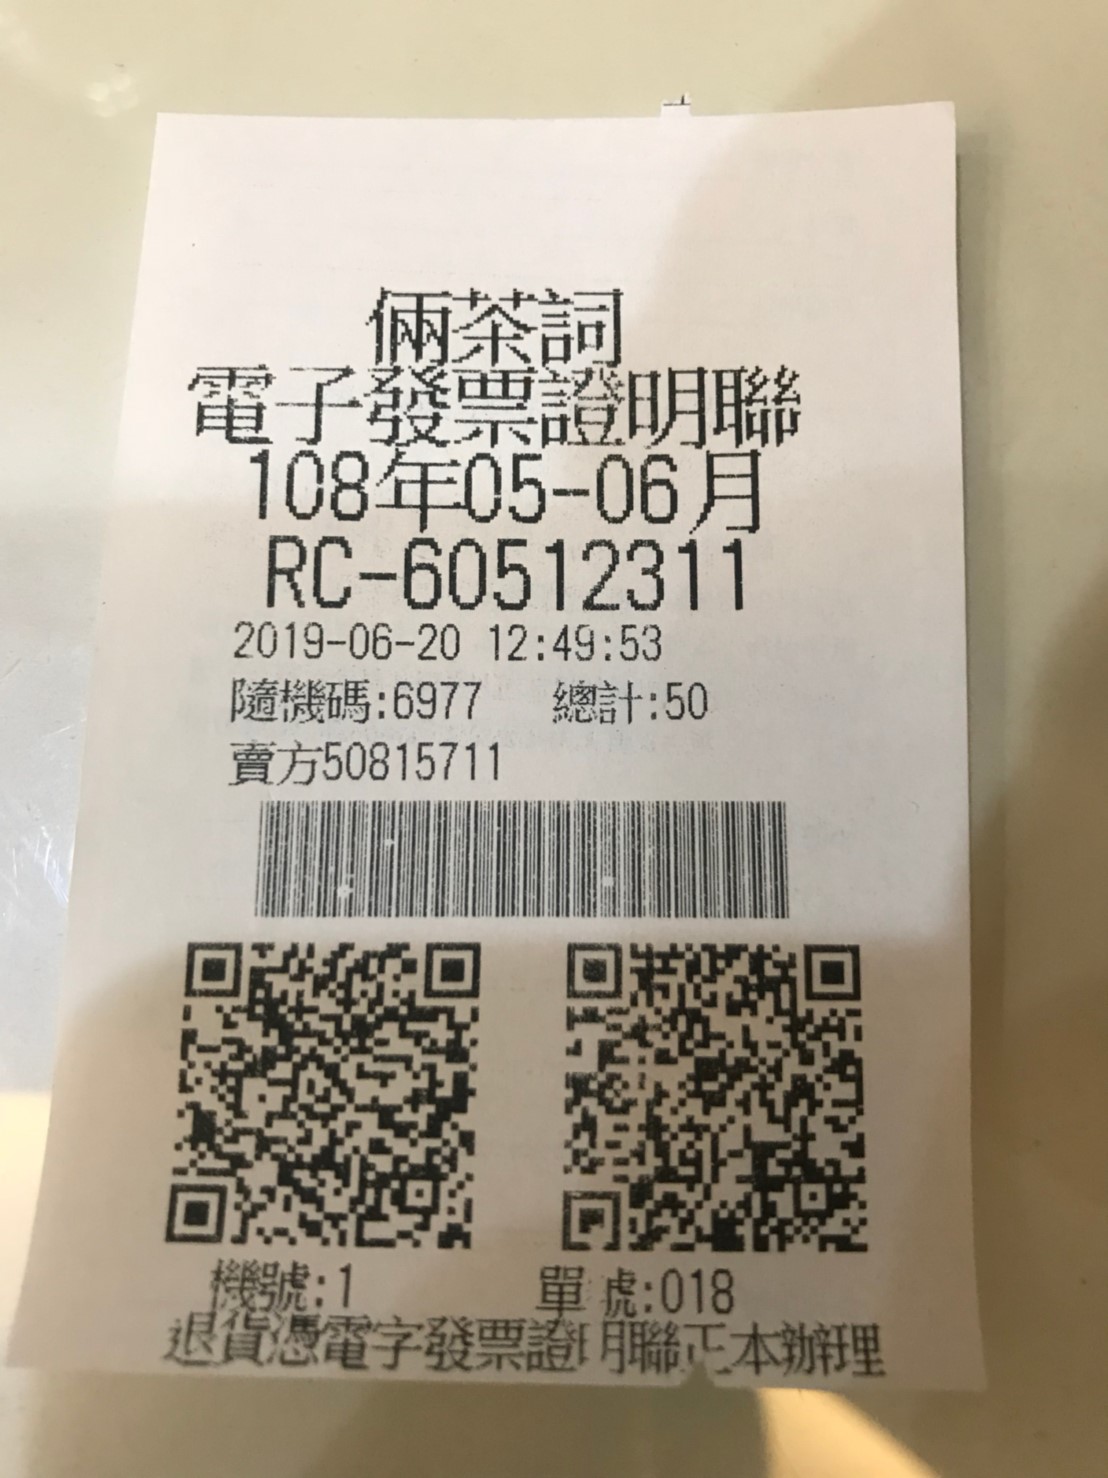 倆茶詞
電子發票證明聯
108年05-06月
RC-60512311
2019-06-20 12:49:53
隨機碼:6977 總計:50
賣方50815711
機號:1 單號:018
退貨憑電字發票證明聯正本辦理